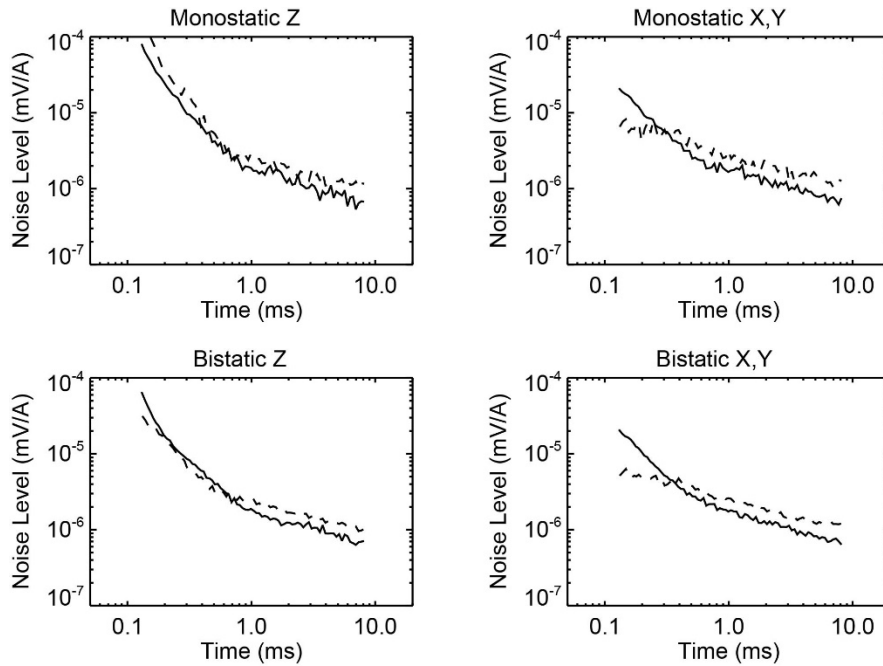 Monostatic Z
Noise Level (mV/A)
10-4
10-5
10-6
10-7
0.1 1.0 10.0
Time (ms)
Monostatic X,Y
Noise Level (mV/A)
10-4
10-5
10-6
10-7
0.1 1.0 10.0
Time (ms)
Bistatic Z
Noise Level (mV/A)
10-4
10-5
10-6
10-7
0.1 1.0 10.0
Time (ms)
Bistatic X,Y
Noise Level (mV/A)
10-4
10-5
10-6
10-7
0.1 1.0 10.0
Time (ms)